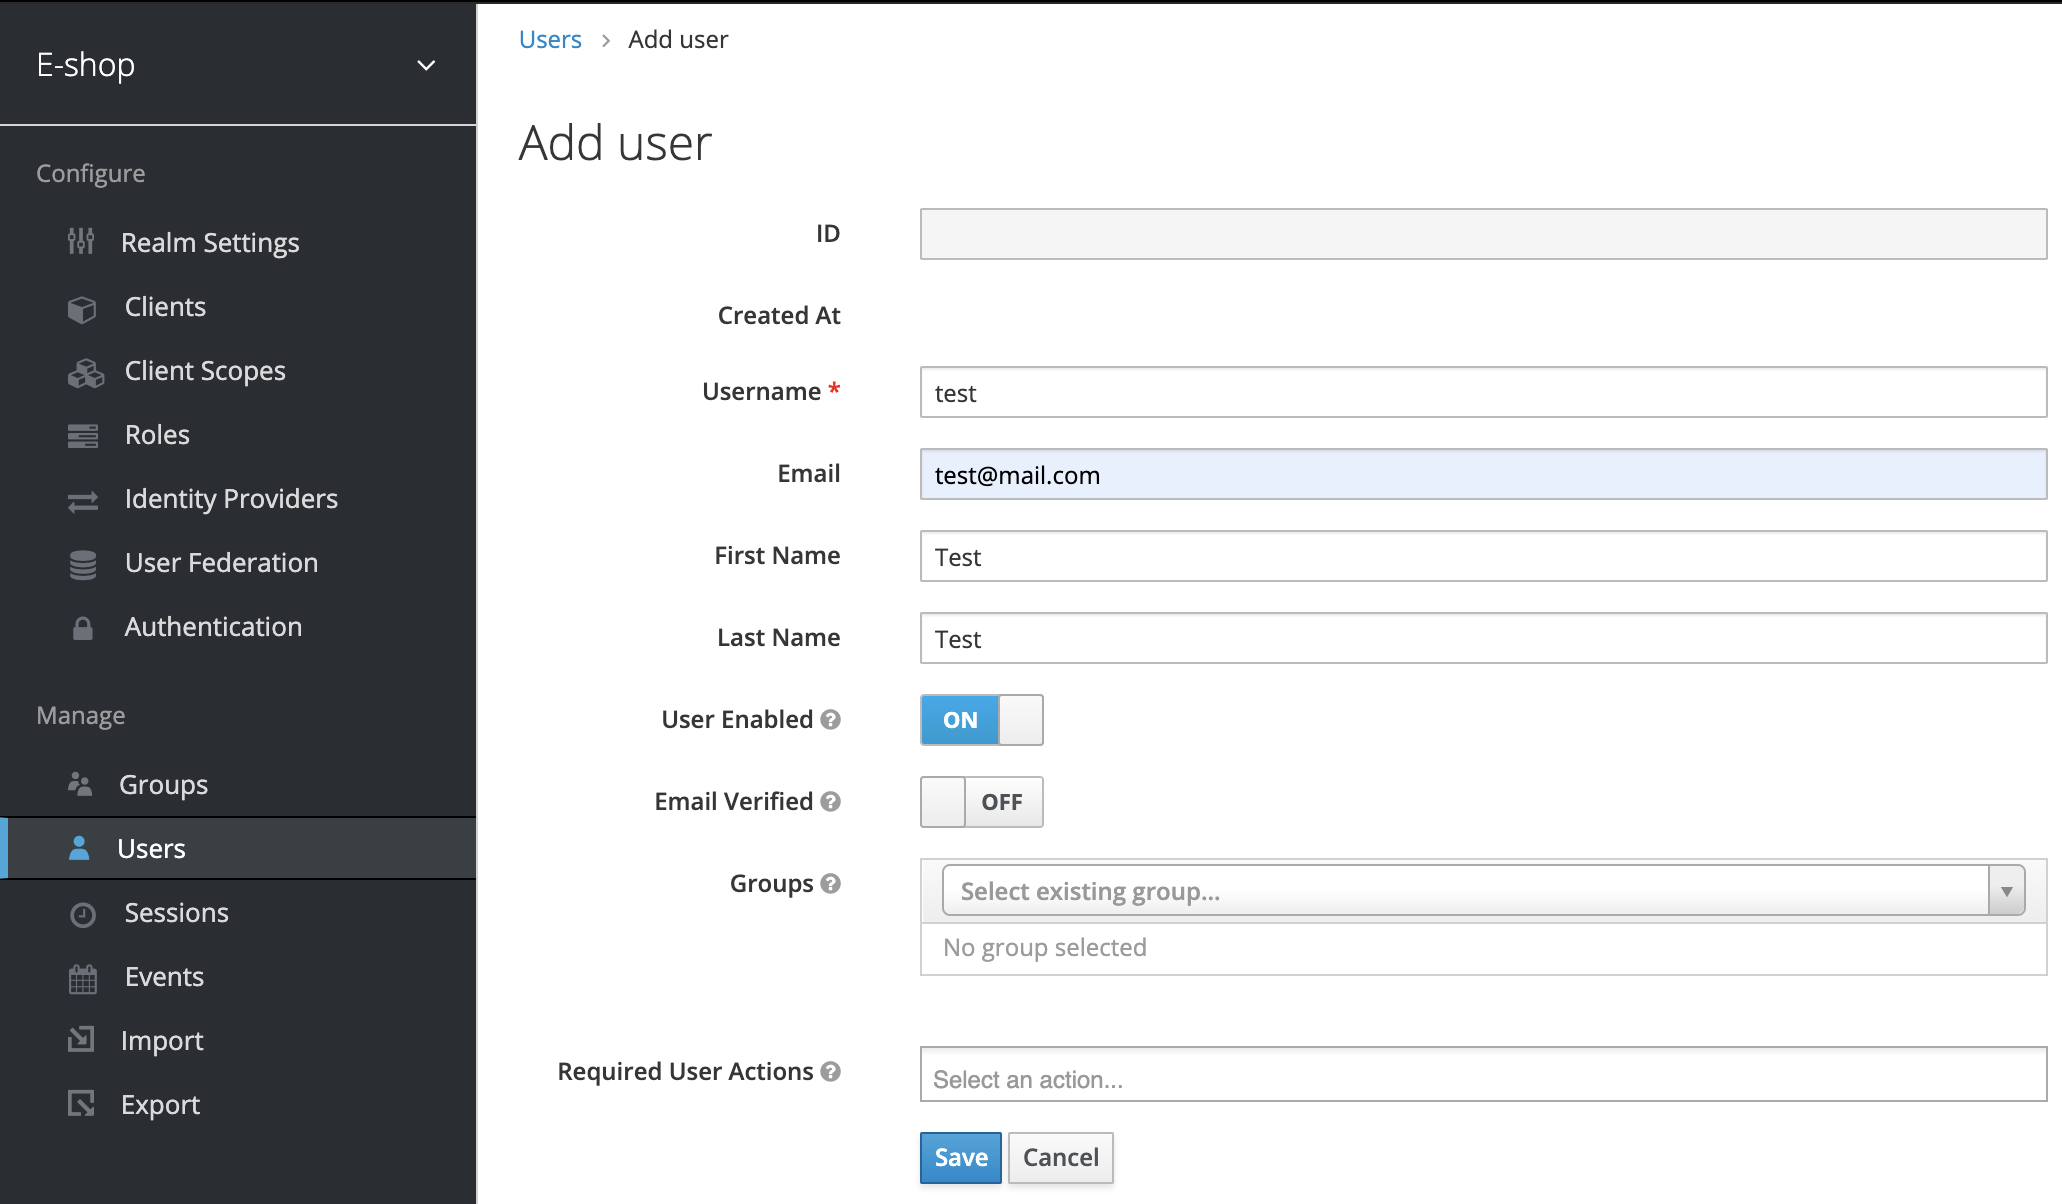 E-shop
Configure
Realm Settings
Clients
Client Scopes
Roles
Identity Providers
User Federation
Authentication
Manage
Groups
Users
Sessions
Events
Import
Export
Users > Add user
Add user
ID
Created At
Username * test
Email test@mail.com
First Name Test
Last Name Test
User Enabled ? ON
Email Verified ? OFF
Groups ? Select existing group...
No group selected
Required User Actions ? Select an action...
Save Cancel